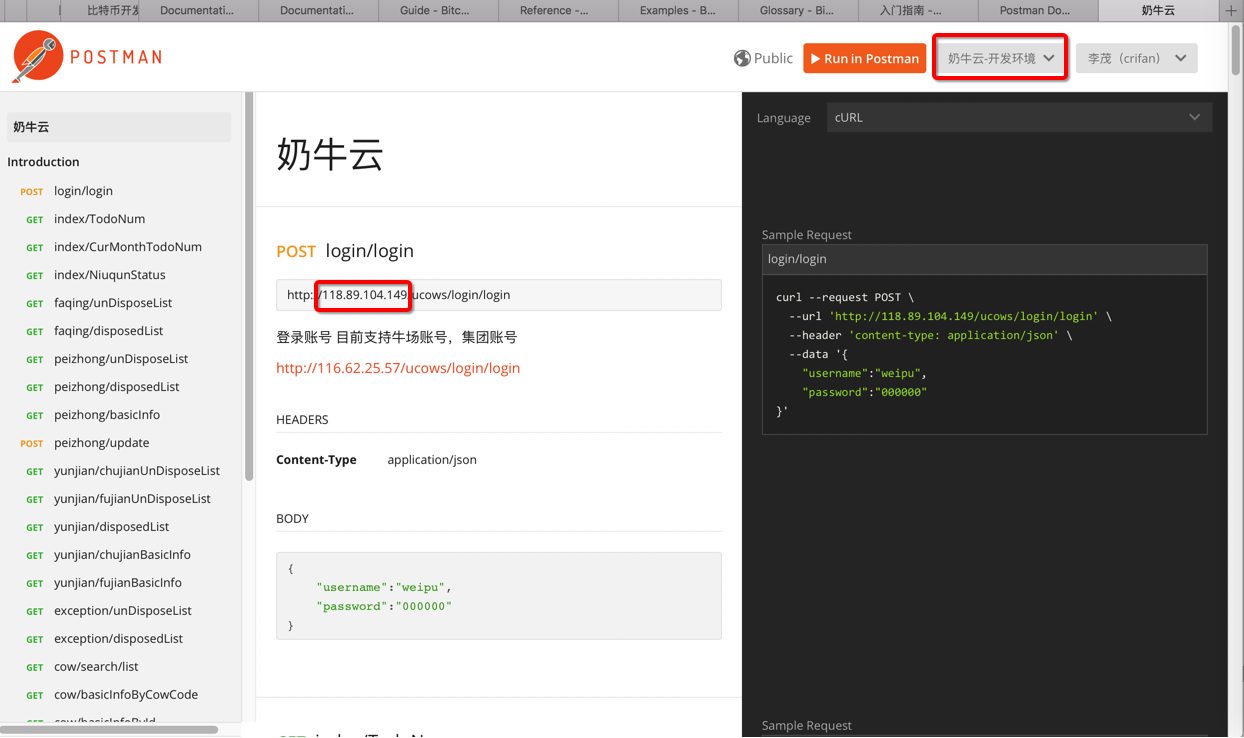 比特币开发
Documentati...
Documentati...
Guide - Bitc...
Reference -...
Examples - B...
Glossary - Bi...
入门指南 -...
Postman Do...
奶牛云
POSTMAN
Public
Run in Postman
奶牛云-开发环境
李茂（crifan）
奶牛云
Introduction
POST login/login
GET index/TodoNum
GET index/CurMonthTodoNum
GET index/NiuqunStatus
GET faqing/unDisposeList
GET faqing/disposedList
GET peizhong/unDisposeList
GET peizhong/disposedList
GET peizhong/basicInfo
POST peizhong/update
GET yunjian/chujianUnDisposeList
GET yunjian/fujianUnDisposeList
GET yunjian/disposedList
GET yunjian/chujianBasicInfo
GET yunjian/fujianBasicInfo
GET exception/unDisposeList
GET exception/disposedList
GET cow/search/list
GET cow/basicInfoByCowCode
GET cow/basicInfoById
奶牛云
POST login/login
http://118.89.104.149/ucows/login/login
登录账号 目前支持牛场账号，集团账号
http://116.62.25.57/ucows/login/login
HEADERS
Content-Type application/json
BODY
{
"username":"weipu",
"password":"000000"
}
GET index/TodoNum
Language cURL
Sample Request
login/login
curl --request POST \
--url 'http://118.89.104.149/ucows/login/login' \
--header 'content-type: application/json' \
--data '{
"username":"weipu",
"password":"000000"
}'
Sample Request